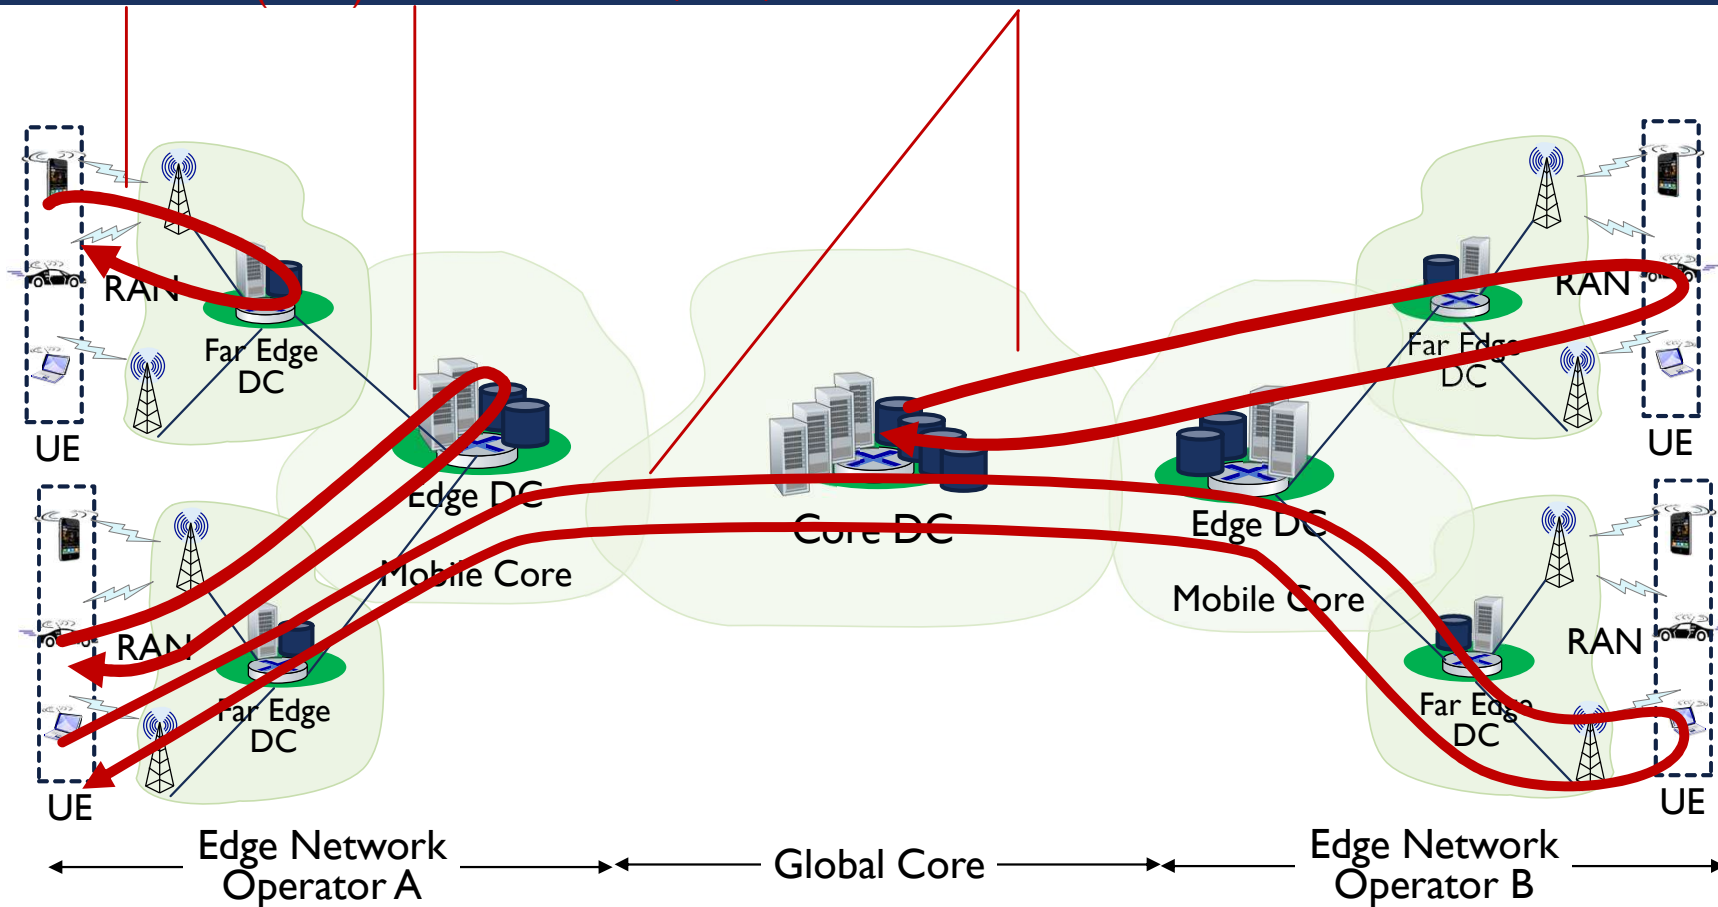 RAN
Far Edge
DC
UE
Edge DC
Mobile Core
RAN
Far Edge
DC
UE
Core DC
RAN
Far Edge
DC
UE
Edge DC
Mobile Core
RAN
Far Edge
DC
UE
Edge Network
Operator A
Global Core
Edge Network
Operator B